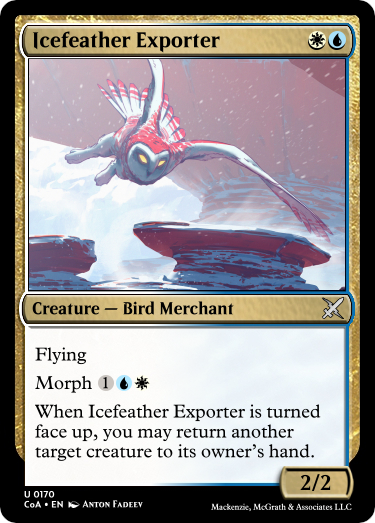 Icefeather Exporter
Creature — Bird Merchant
Flying
Morph 1
When Icefeather Exporter is turned
face up, you may return another
target creature to its owner's hand.
2/2
U 0170
CoA • EN Anton Fadeev
Mackenzie, McGrath & Associates LLC